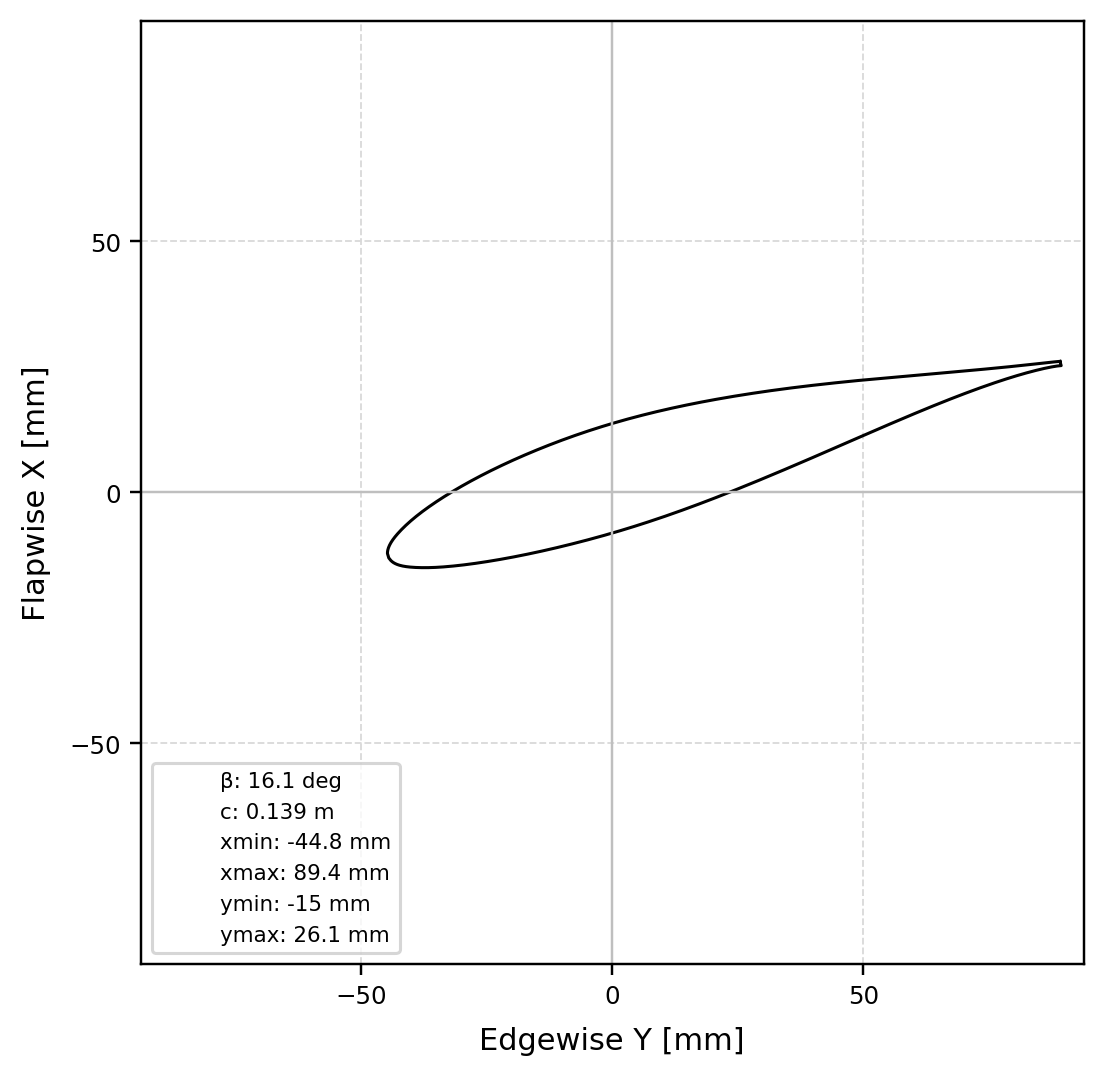 Flapwise X [mm]
50
0
−50
β: 16.1 deg
c: 0.139 m
xmin: -44.8 mm
xmax: 89.4 mm
ymin: -15 mm
ymax: 26.1 mm
−50
0
50
Edgewise Y [mm]